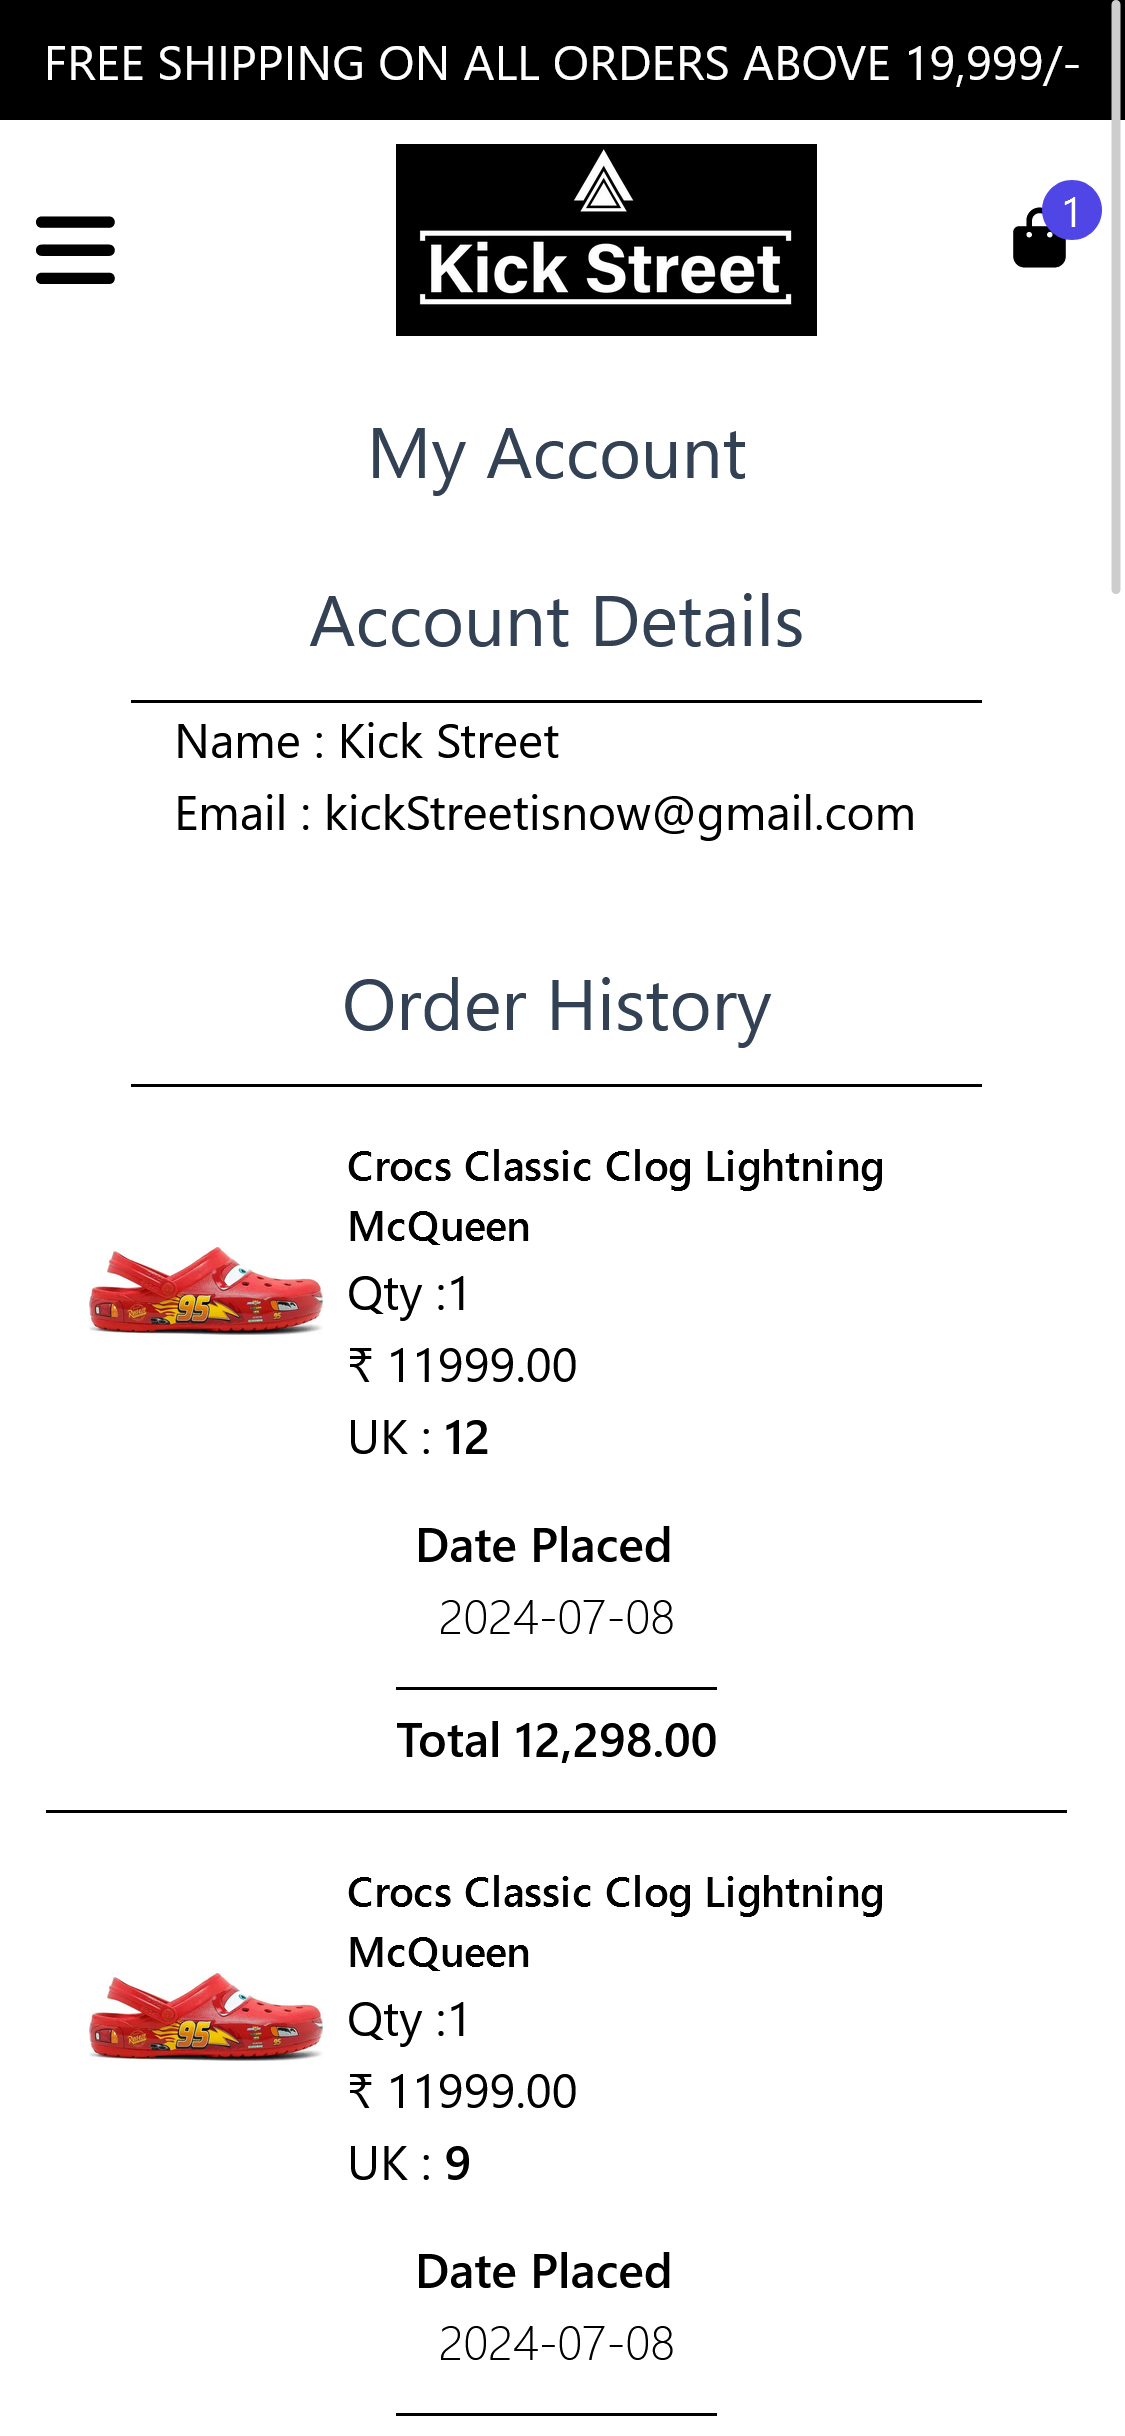 FREE SHIPPING ON ALL ORDERS ABOVE 19,999/-
Kick Street
1
My Account
Account Details
Name : Kick Street
Email : kickStreetisnow@gmail.com
Order History
Crocs Classic Clog Lightning
McQueen
Qty :1
₹ 11999.00
UK : 12
95
Date Placed
2024-07-08
Total 12,298.00
Crocs Classic Clog Lightning
McQueen
Qty :1
₹ 11999.00
UK : 9
95
Date Placed
2024-07-08